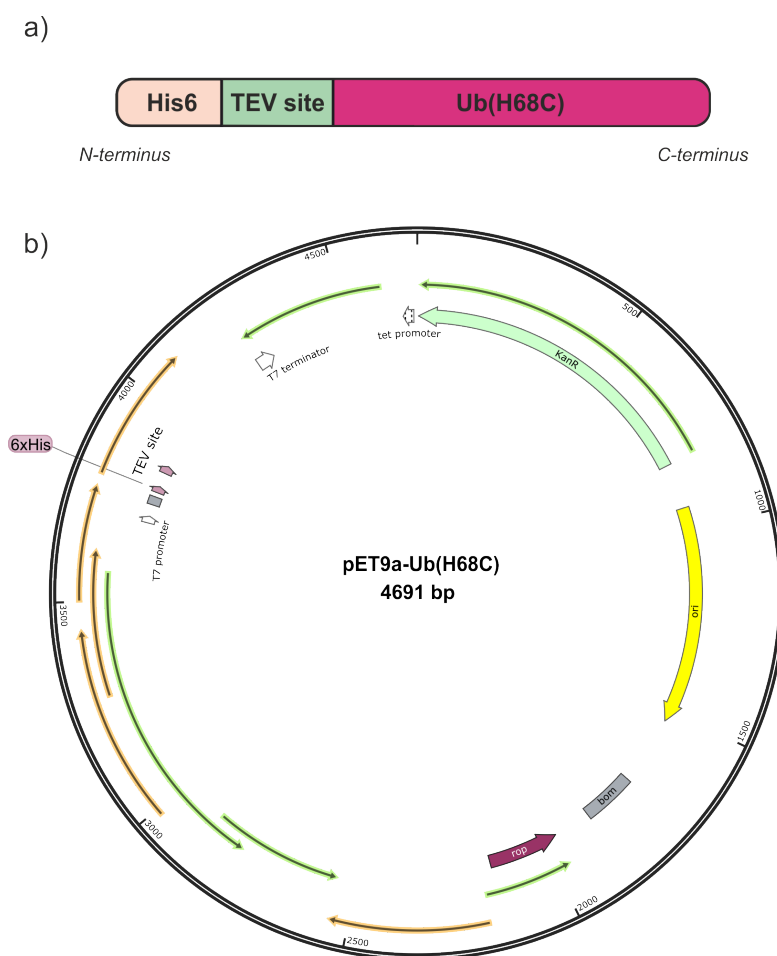 a)
His6 TEV site Ub(H68C)
N-terminus C-terminus
b)
4500
500
tet promoter
KanR
T7 terminator
4000
TEV site
6xHis
1000
T7 promoter
pET9a-Ub(H68C)
4691 bp
3500
ori
1500
bom
3000
rop
2000
2500